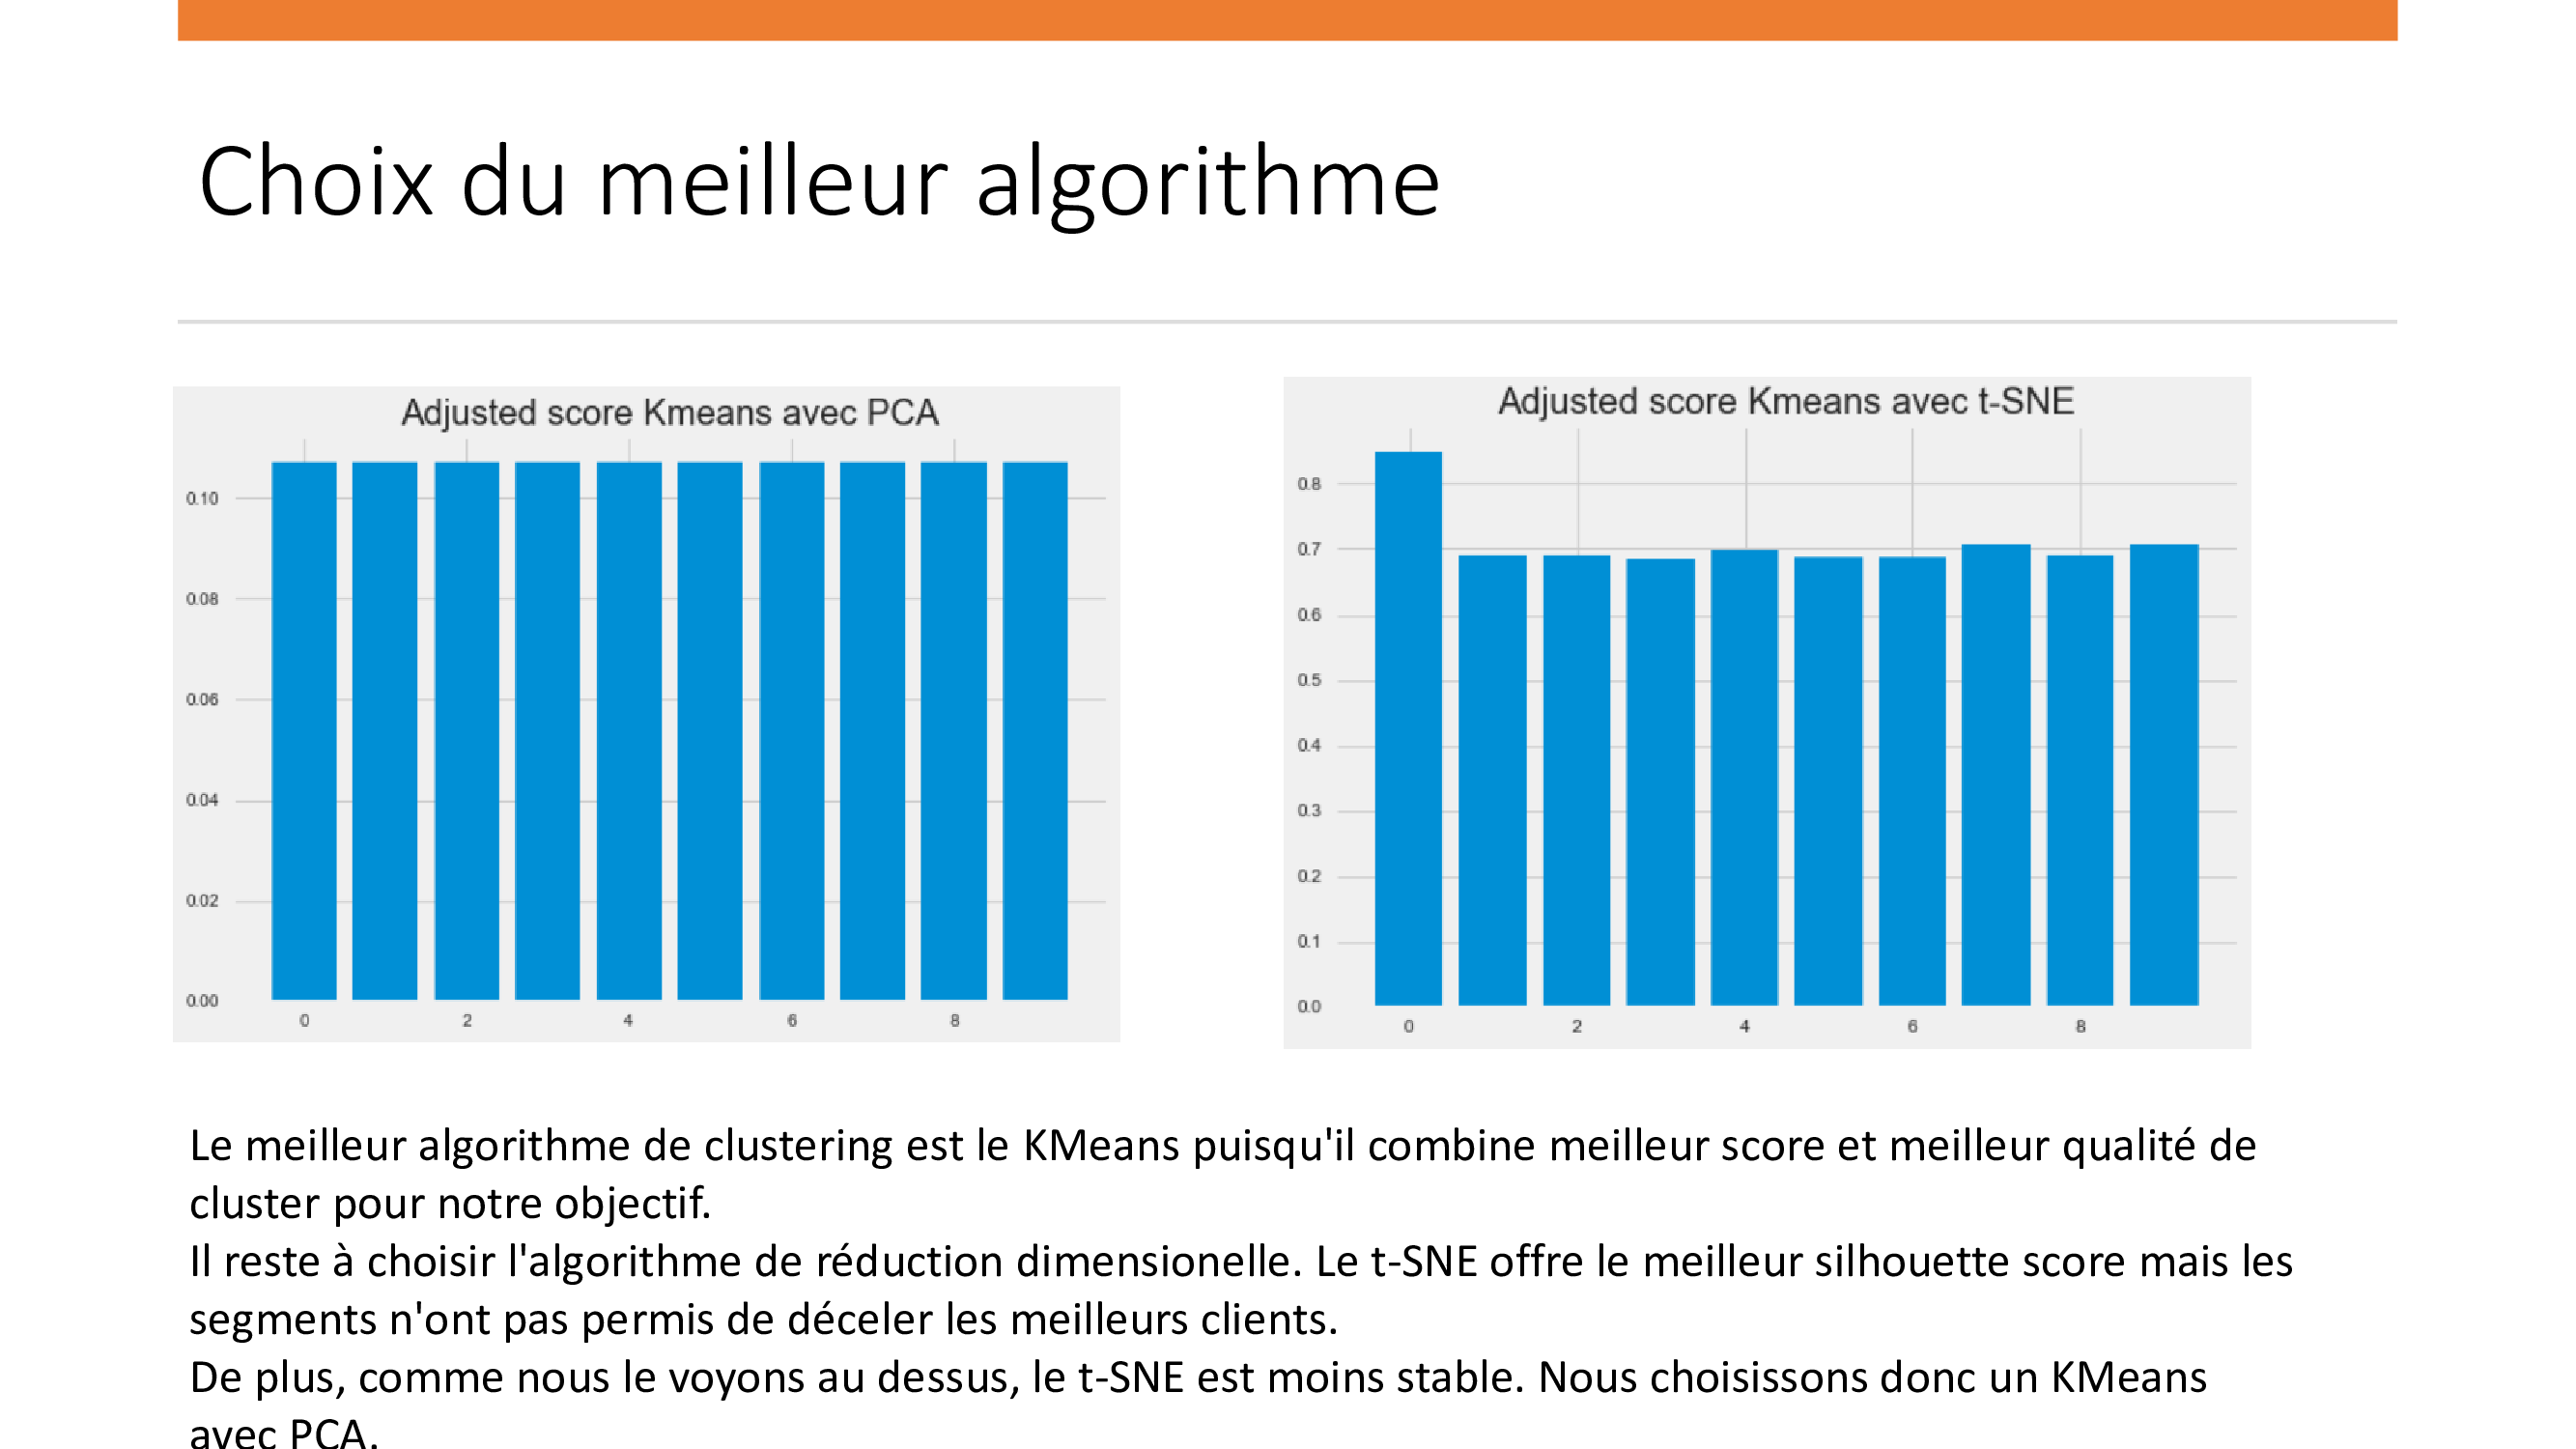 Choix du meilleur algorithme
Adjusted score Kmeans avec PCA
0.10
0.08
0.06
0.04
0.02
0.00
0 2 4 6 8
Adjusted score Kmeans avec t-SNE
0.8
0.7
0.6
0.5
0.4
0.3
0.2
0.1
0.0
0 2 4 6 8
Le meilleur algorithme de clustering est le KMeans puisqu'il combine meilleur score et meilleur qualité de
cluster pour notre objectif.
Il reste à choisir l'algorithme de réduction dimensionelle. Le t-SNE offre le meilleur silhouette score mais les
segments n'ont pas permis de déceler les meilleurs clients.
De plus, comme nous le voyons au dessus, le t-SNE est moins stable. Nous choisissons donc un KMeans
avec PCA.